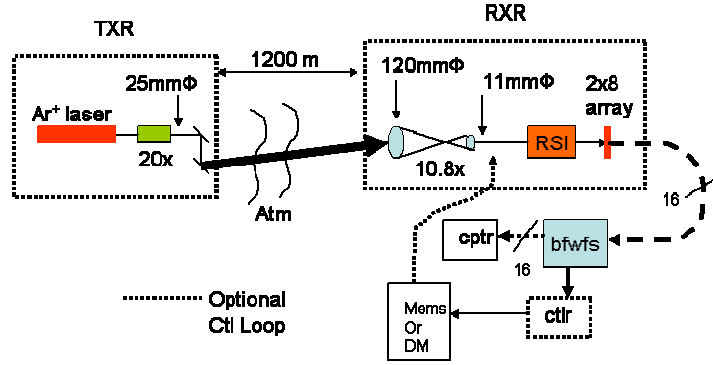 TXR
RXR
1200 m
25mmΦ
120mmΦ
11mmΦ
2x8
array
Ar+ laser
20x
RSI
10.8x
Atm
16
cptr
bfwfs
16
Optional
Ctl Loop
Mems
Or
DM
ctlr